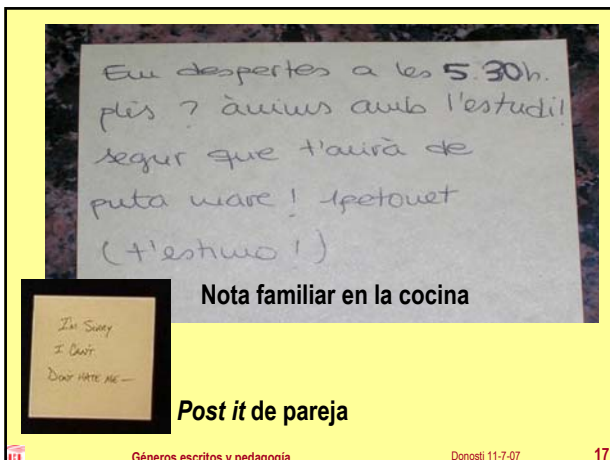 Em despertes a les 5.30h.
plis? ànims amb l'estudi!
segur que t'anirà de
puta mare! 1petonet
(t'estimo!)
Nota familiar en la cocina
I'm Sorry
I Can't
Don't HATE ME —
Post it de pareja
Géneros escritos y pedagogía Donosti 11-7-07 17